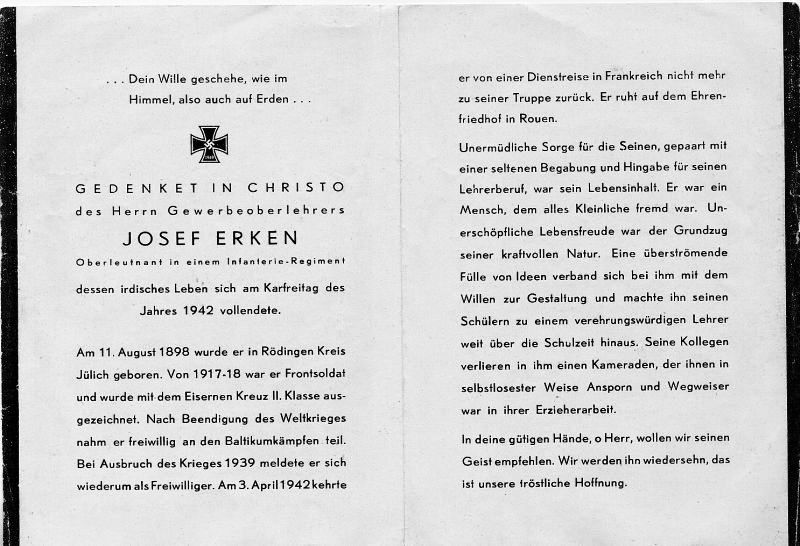 . . . Dein Wille geschehe, wie im
Himmel, also auch auf Erden . . .
GEDENKET IN CHRISTO
des Herrn Gewerbeoberlehrers
JOSEF ERKEN
Oberleutnant in einem Infanterie-Regiment
dessen irdisches Leben sich am Karfreitag des
Jahres 1942 vollendete.
Am 11. August 1898 wurde er in Rödingen Kreis
Jülich geboren. Von 1917-18 war er Frontsoldat
und wurde mit dem Eisernen Kreuz II. Klasse aus-
gezeichnet. Nach Beendigung des Weltkrieges
nahm er freiwillig an den Baltikumkämpfen teil.
Bei Ausbruch des Krieges 1939 meldete er sich
wiederum als Freiwilliger. Am 3. April 1942 kehrte
er von einer Dienstreise in Frankreich nicht mehr
zu seiner Truppe zurück. Er ruht auf dem Ehren-
friedhof in Rouen.
Unermüdliche Sorge für die Seinen, gepaart mit
einer seltenen Begabung und Hingabe für seinen
Lehrerberuf, war sein Lebensinhalt. Er war ein
Mensch, dem alles Kleinliche fremd war. Un-
erschöpfliche Lebensfreude war der Grundzug
seiner kraftvollen Natur. Eine überströmende
Fülle von Ideen verband sich bei ihm mit dem
Willen zur Gestaltung und machte ihn seinen
Schülern zu einem verehrungswürdigen Lehrer
weit über die Schulzeit hinaus. Seine Kollegen
verlieren in ihm einen Kameraden, der ihnen in
selbstlosester Weise Ansporn und Wegweiser
war in ihrer Erzieherarbeit.
In deine gütigen Hände, o Herr, wollen wir seinen
Geist empfehlen. Wir werden ihn wiedersehn, das
ist unsere tröstliche Hoffnung.